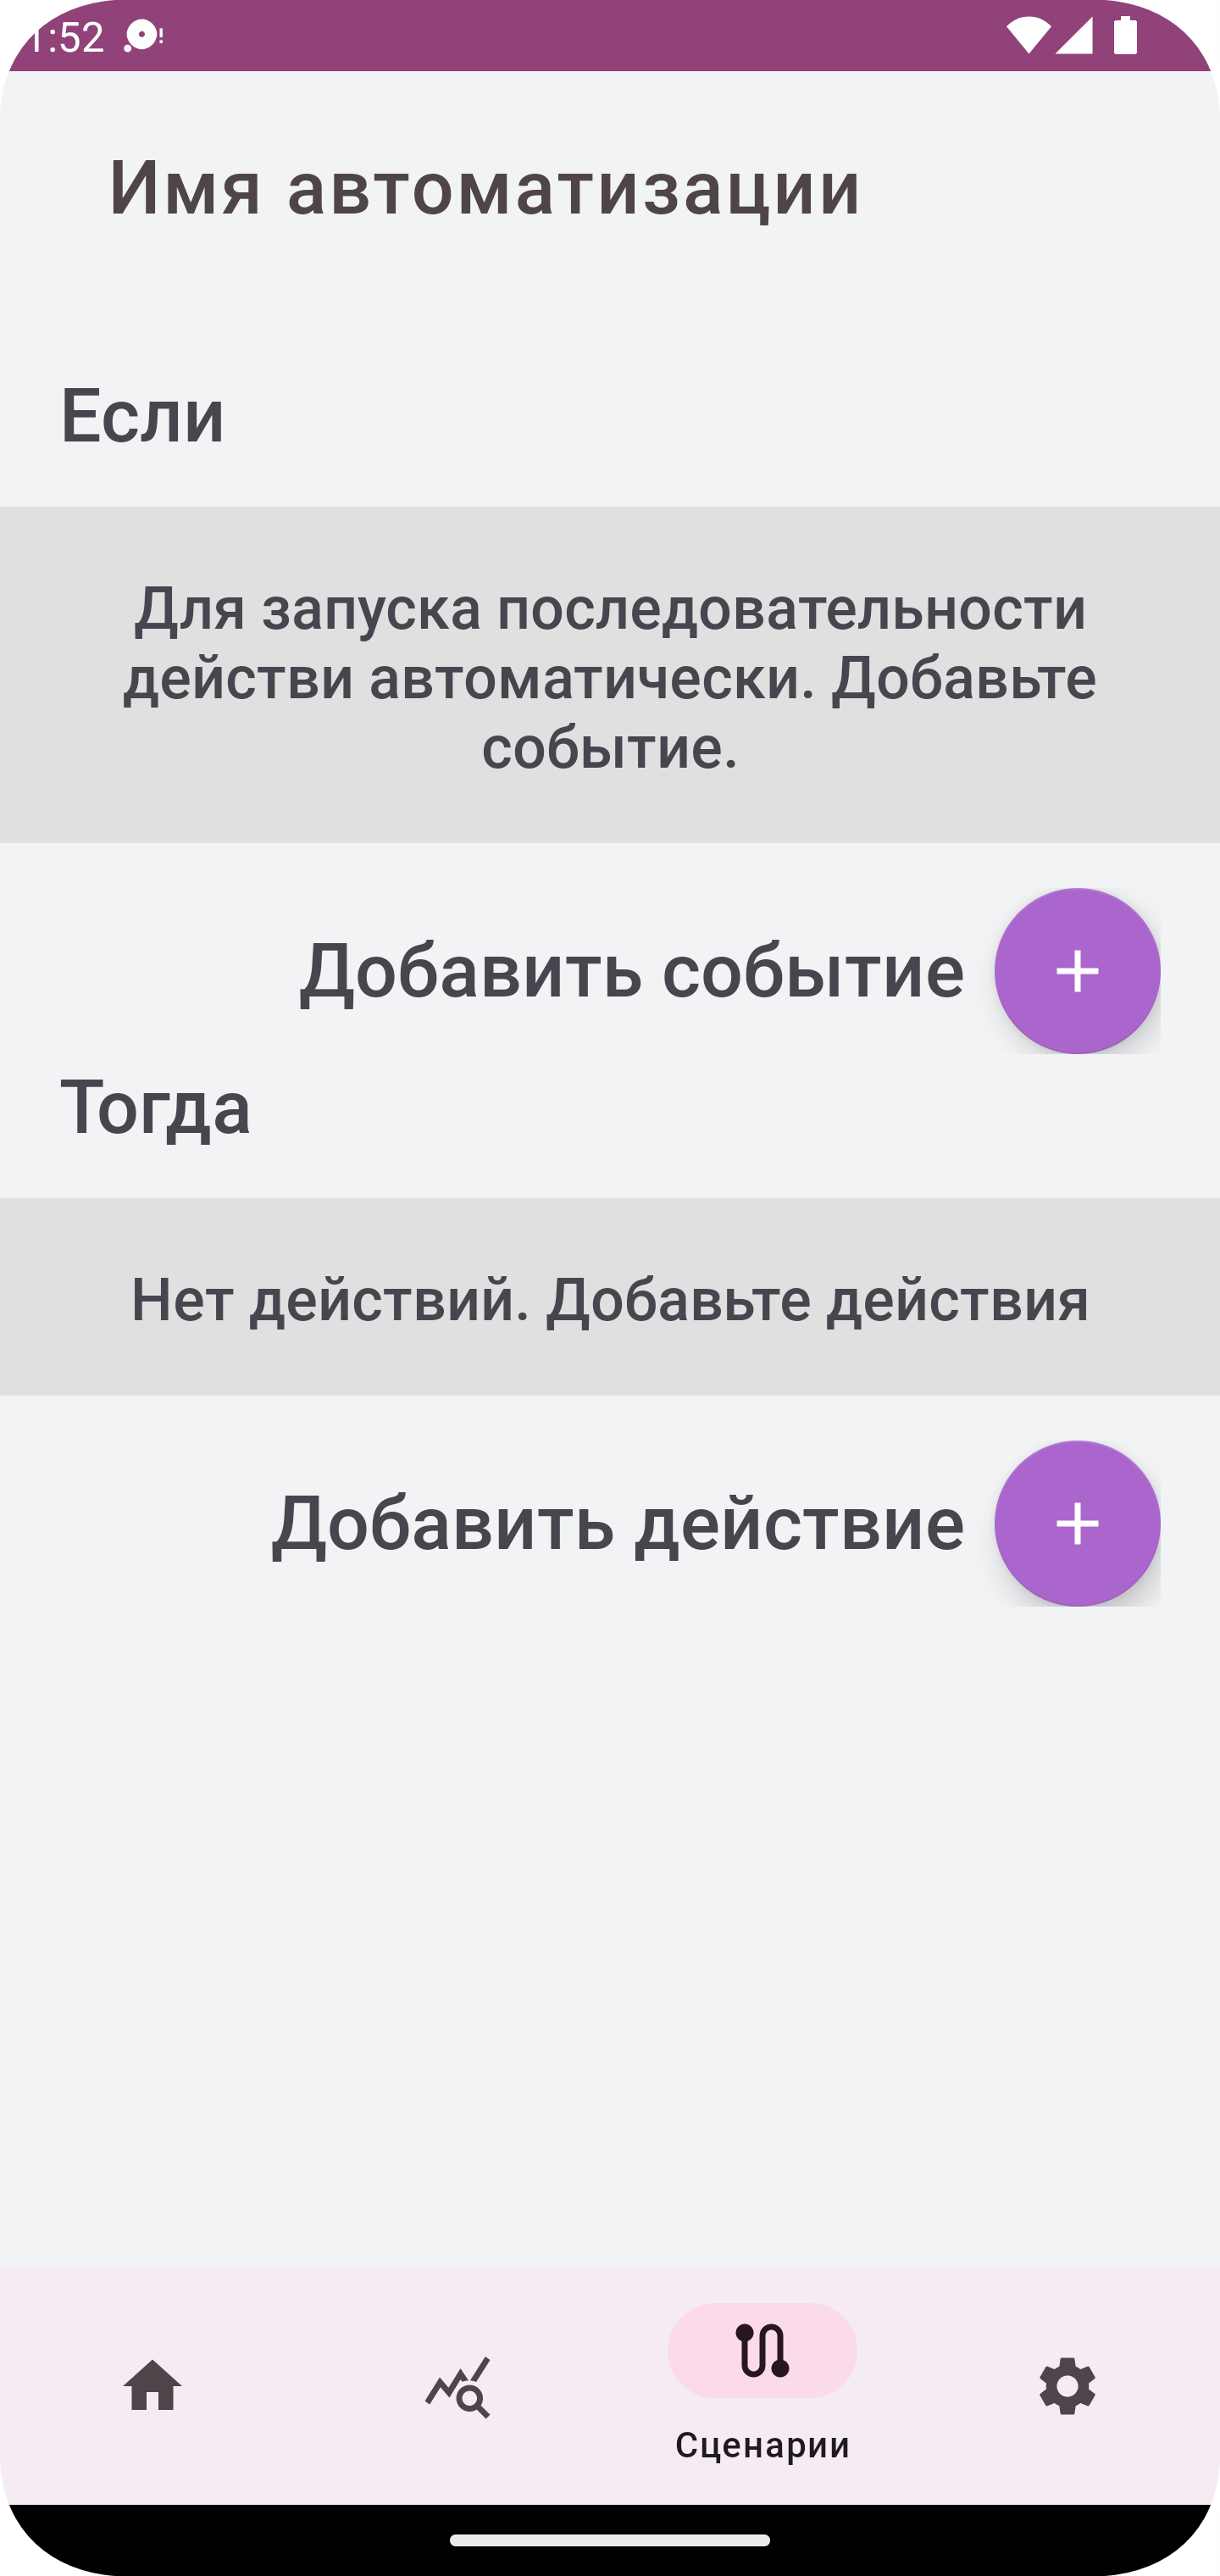 1:52
Имя автоматизации
Если
Для запуска последовательности
действи автоматически. Добавьте
событие.
Добавить событие
Тогда
Нет действий. Добавьте действия
Добавить действие
Сценарии